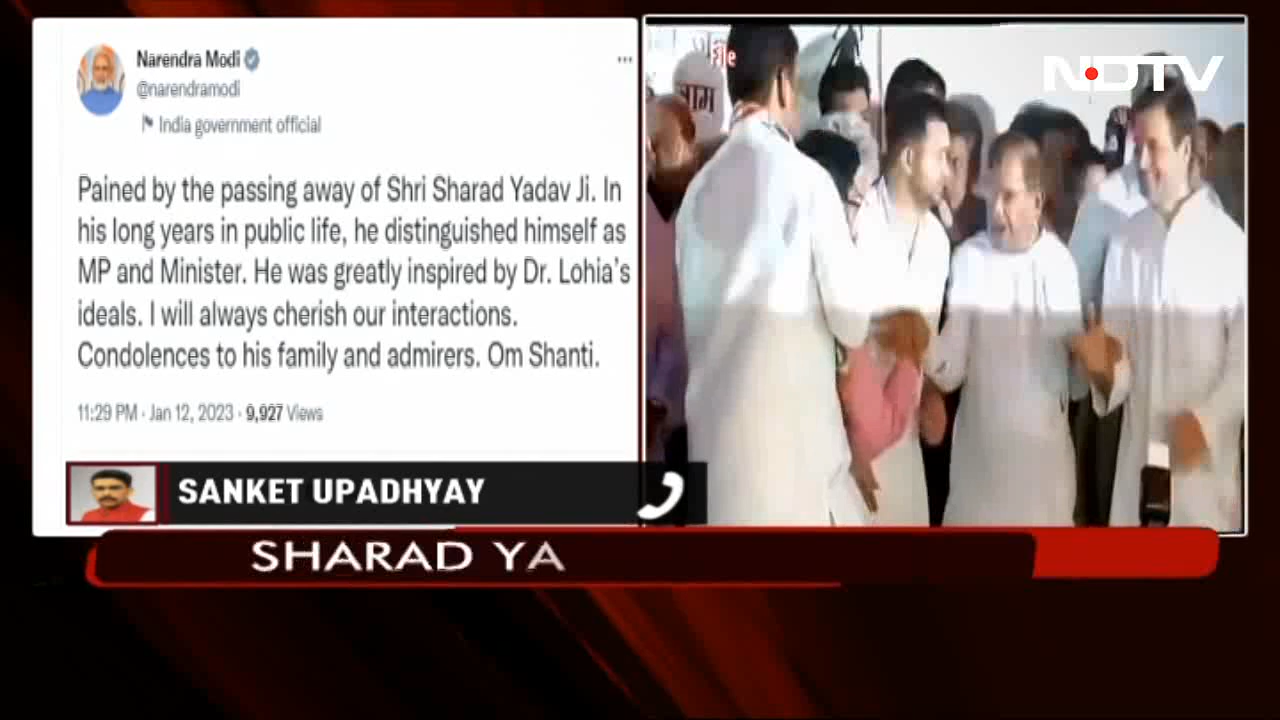 Narendra Modi
@narendramodi
India government official
Pained by the passing away of Shri Sharad Yadav Ji. In
his long years in public life, he distinguished himself as
MP and Minister. He was greatly inspired by Dr. Lohia's
ideals. I will always cherish our interactions.
Condolences to his family and admirers. Om Shanti.
11:29 PM · Jan 12, 2023 · 9,927 Views
File
NDTV
नाम
SANKET UPADHYAY
SHARAD YA